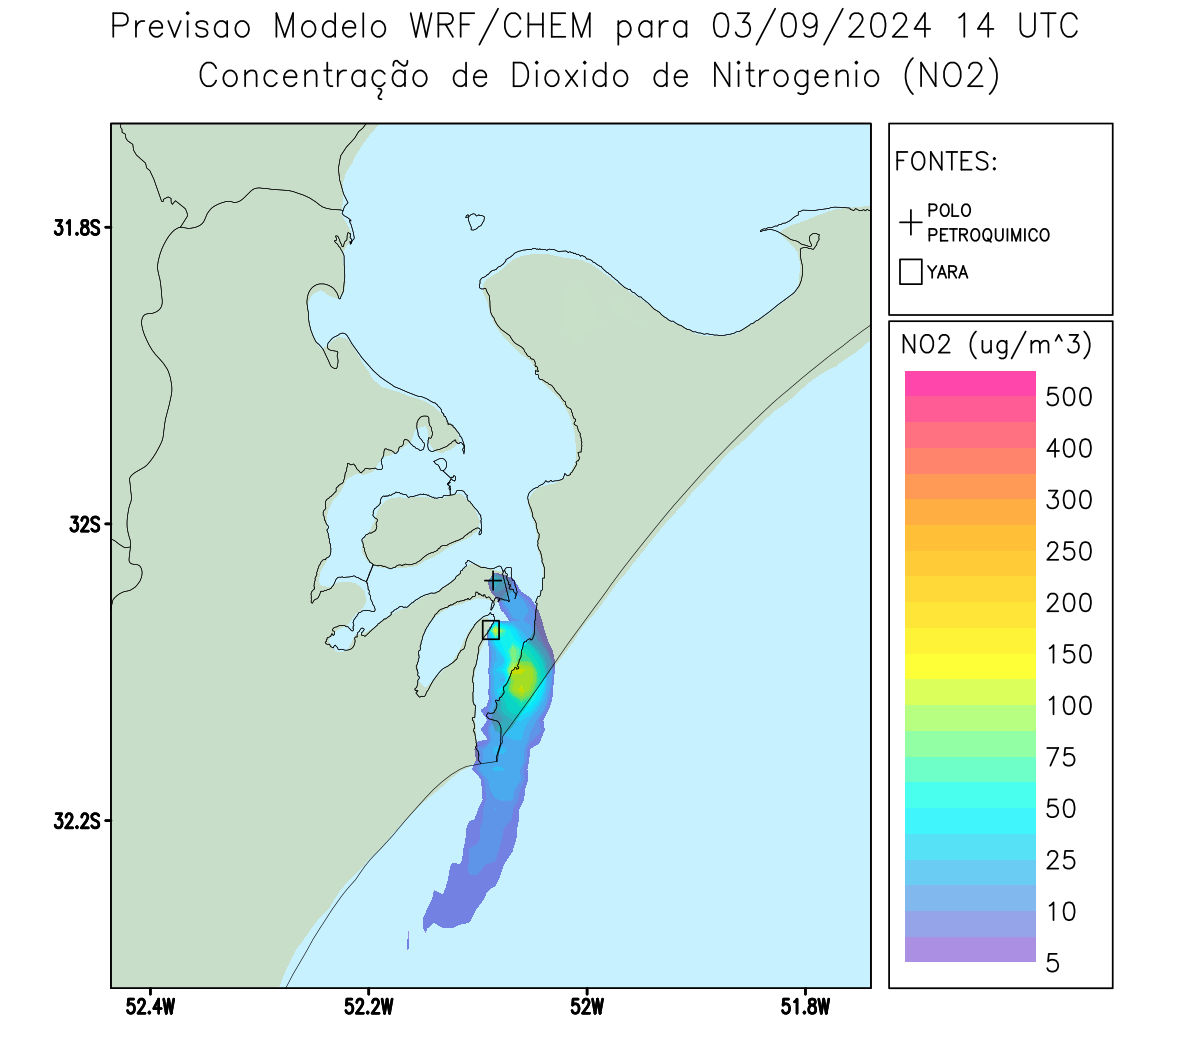 Previsao Modelo WRF/CHEM para 03/09/2024 14 UTC
Concentração de Dioxido de Nitrogenio (NO2)
FONTES:
POLO
PETROQUIMICO
YARA
NO2 (ug/m^3)
500
400
300
250
200
150
100
75
50
25
10
5
31.8S
32S
32.2S
52.4W
52.2W
52W
51.8W